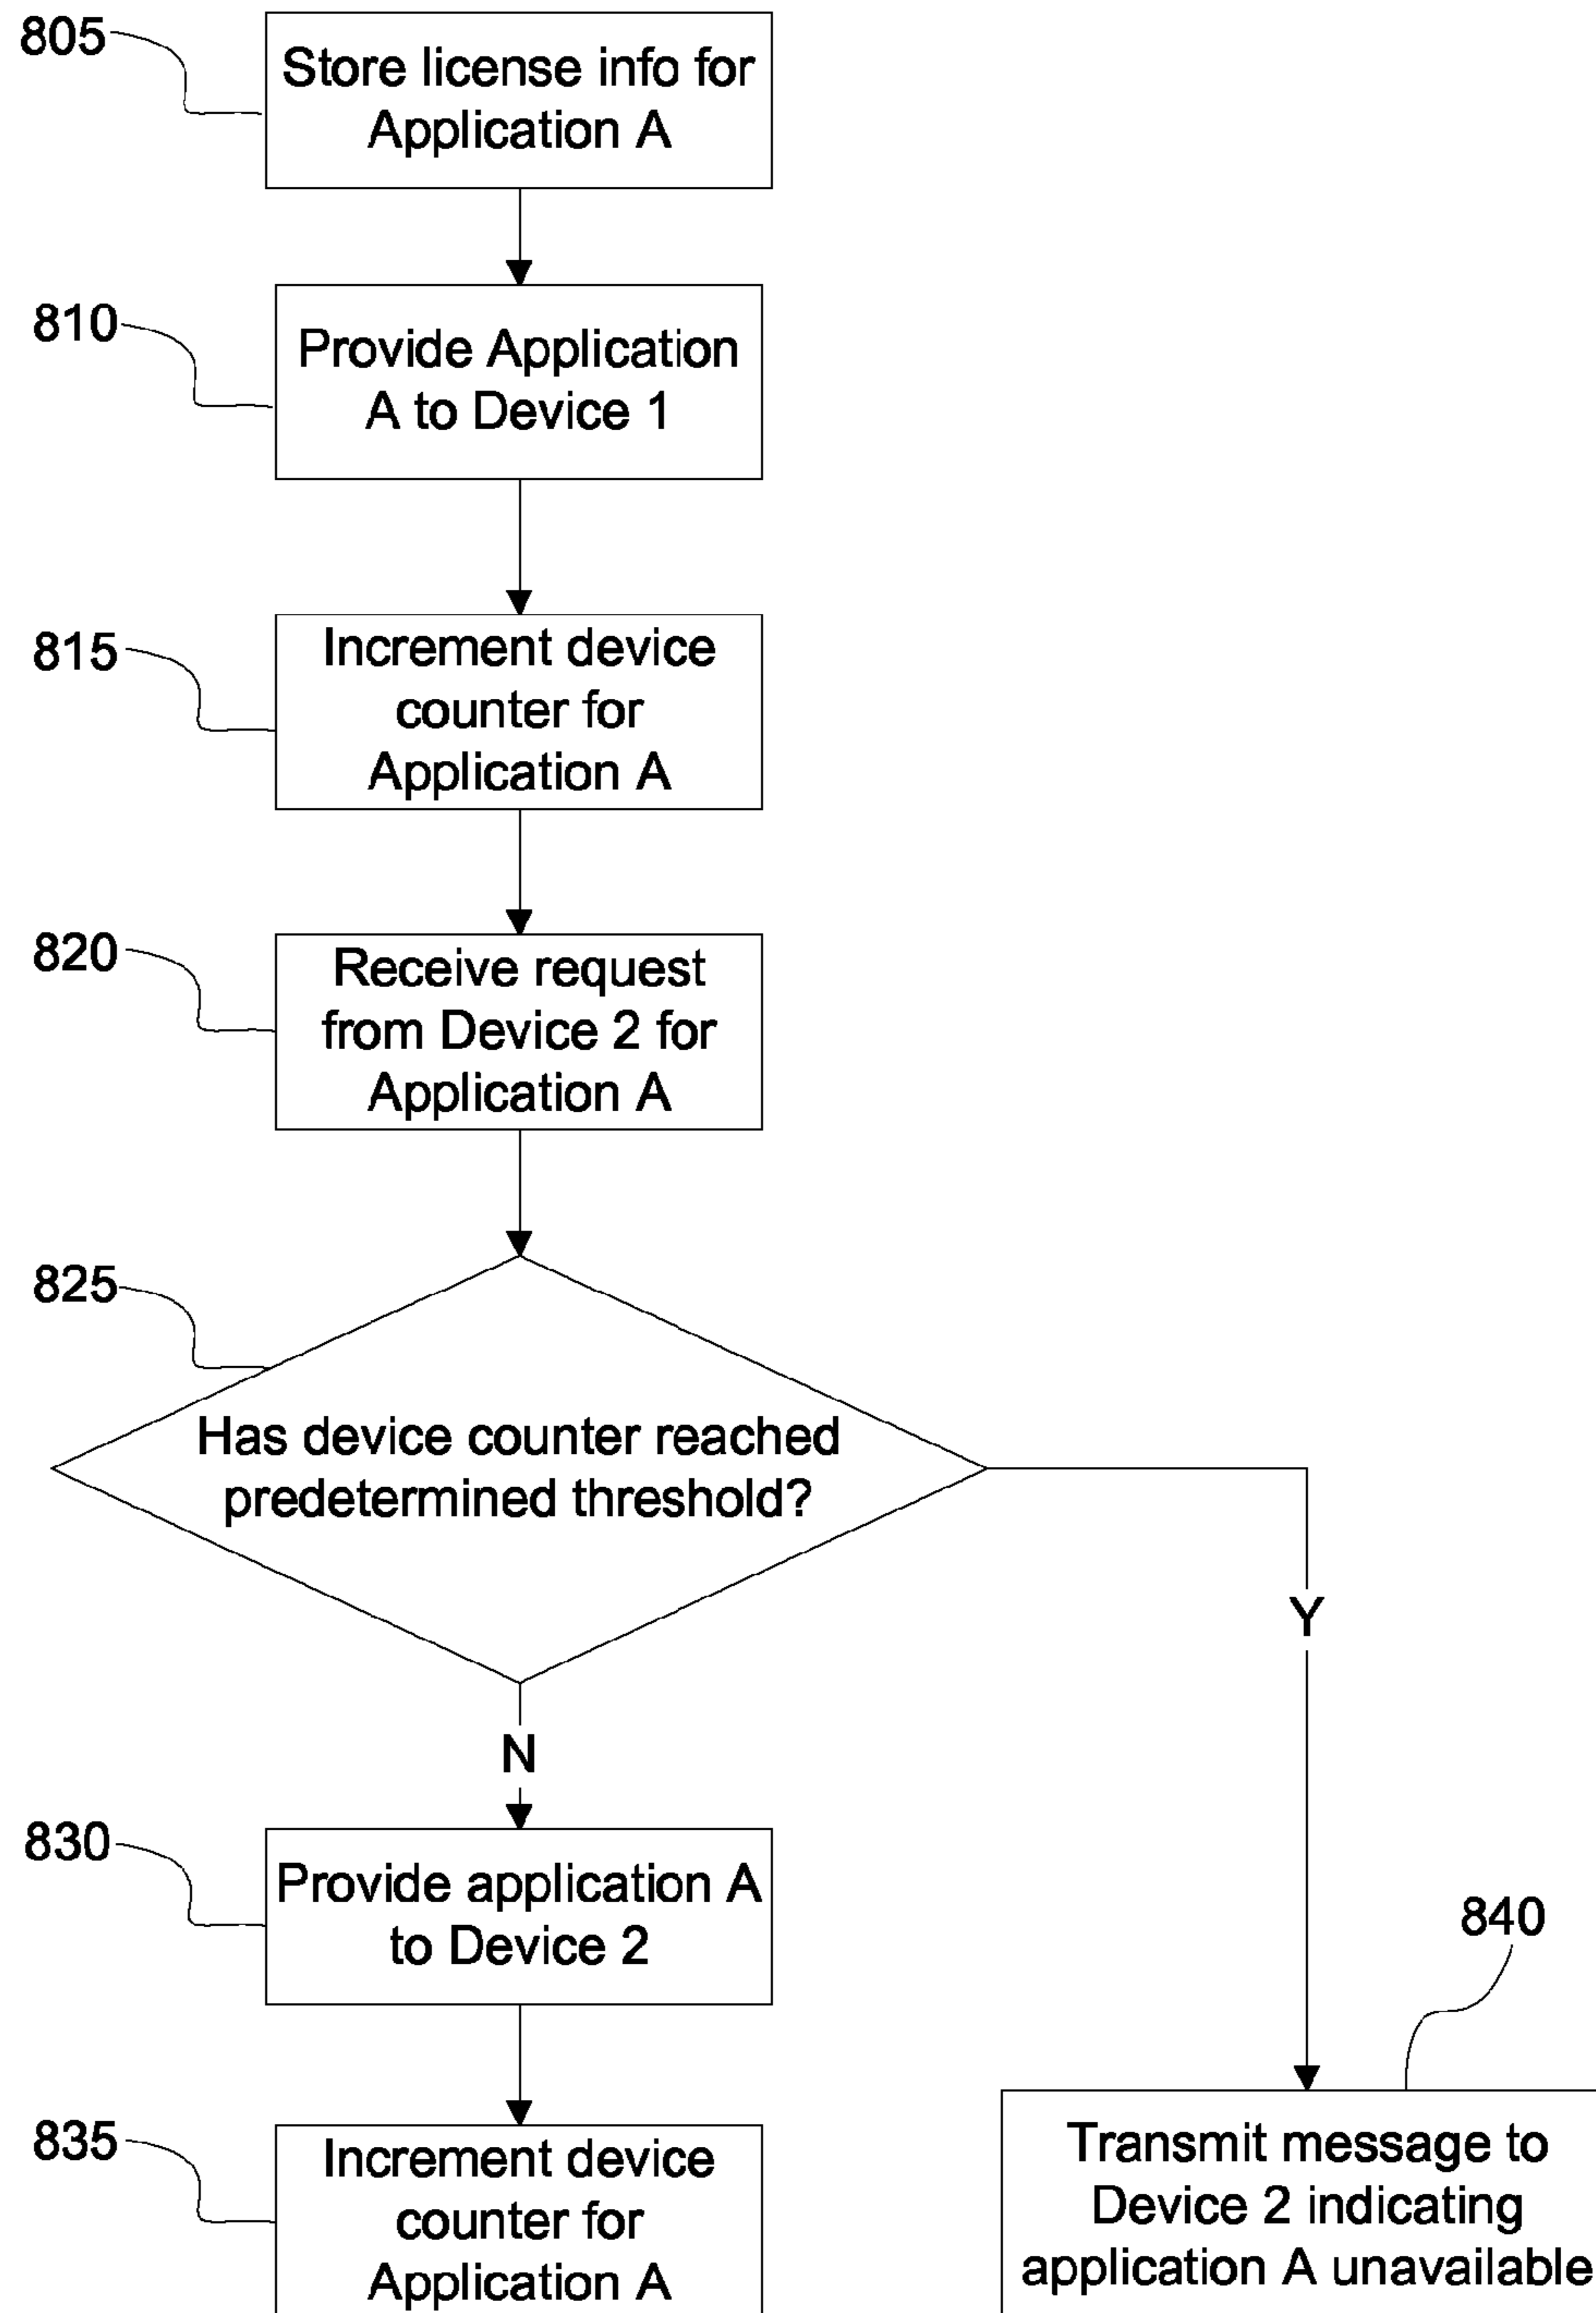 805
Store license info for
Application A
810
Provide Application
A to Device 1
815
Increment device
counter for
Application A
820
Receive request
from Device 2 for
Application A
825
Has device counter reached
predetermined threshold?
Y
N
830
Provide application A
to Device 2
840
835
Increment device
counter for
Application A
Transmit message to
Device 2 indicating
application A unavailable